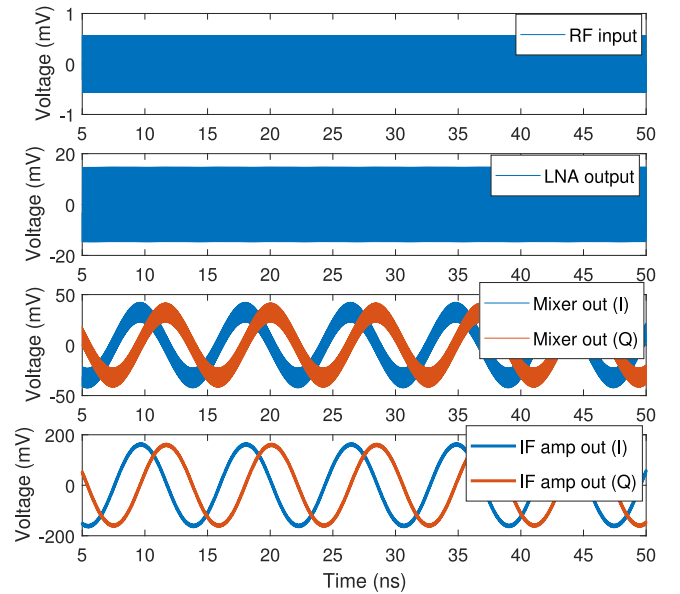 1
0
-1
Voltage (mV)
RF input
5 10 15 20 25 30 35 40 45 50
20
0
-20
Voltage (mV)
LNA output
5 10 15 20 25 30 35 40 45 50
50
0
-50
Voltage (mV)
Mixer out (I)
Mixer out (Q)
5 10 15 20 25 30 35 40 45 50
200
0
-200
Voltage (mV)
IF amp out (I)
IF amp out (Q)
5 10 15 20 25 30 35 40 45 50
Time (ns)